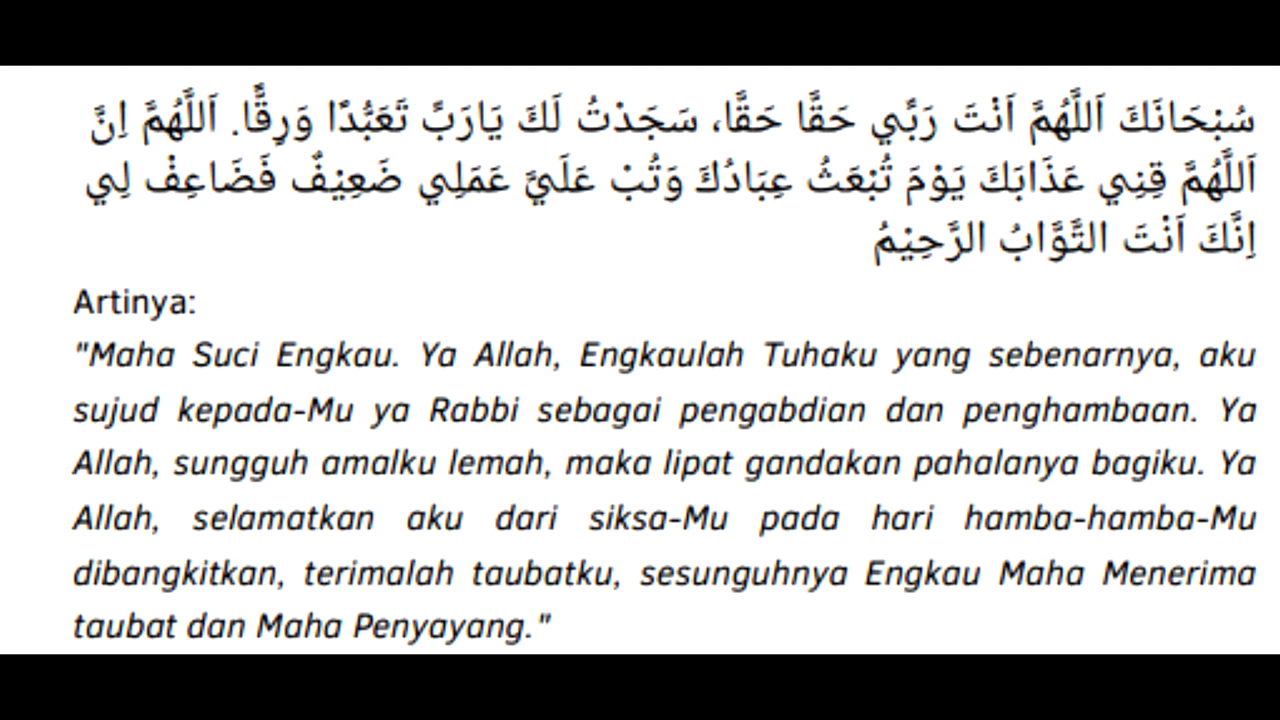 سُبْحَانَكَ اَللَّهُمَّ اَنْتَ رَبِّي حَقًّا حَقًّا، سَجَدْتُ لَكَ يَارَبِّ تَعَبُّدًا وَرِقًّا. اَللَّهُمَّ اِنَّ
اَللَّهُمَّ قِنِي عَذَابَكَ يَوْمَ تُبْعَثُ عِبَادُكَ وَتُبْ عَلَيَّ عَمَلِي ضَعِيْفٌ فَضَاعِفْ لِي
اِنَّكَ اَنْتَ التَّوَّابُ الرَّحِيْمُ
Artinya:
"Maha Suci Engkau. Ya Allah, Engkaulah Tuhaku yang sebenarnya, aku
sujud kepada-Mu ya Rabbi sebagai pengabdian dan penghambaan. Ya
Allah, sungguh amalku lemah, maka lipat gandakan pahalanya bagiku. Ya
Allah, selamatkan aku dari siksa-Mu pada hari hamba-hamba-Mu
dibangkitkan, terimalah taubatku, sesunguhnya Engkau Maha Menerima
taubat dan Maha Penyayang."